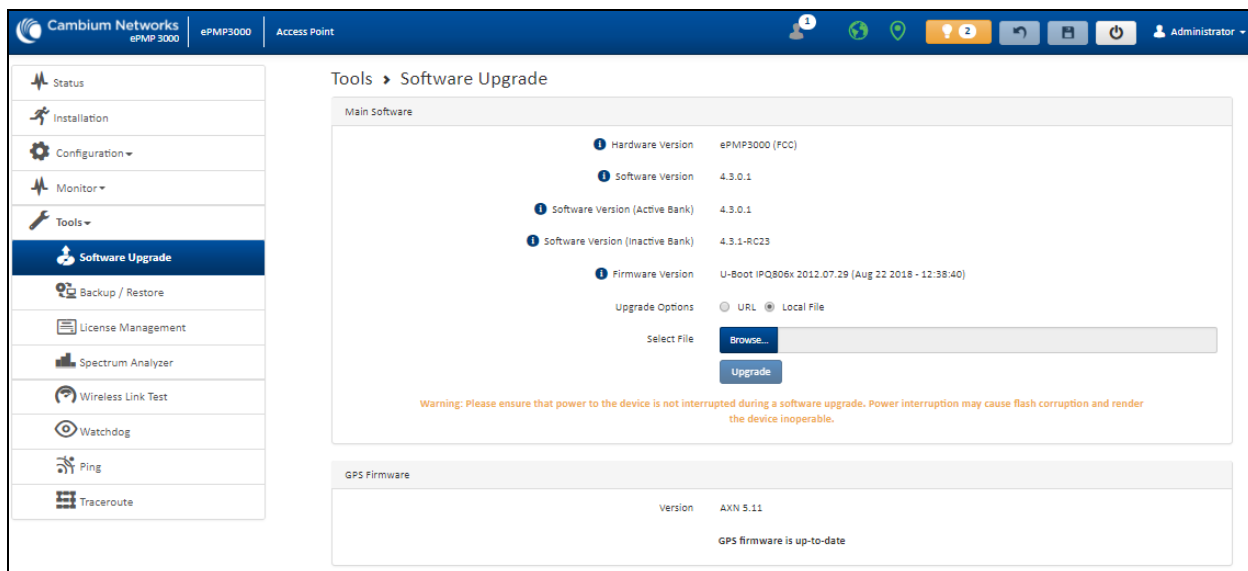 Cambium Networks
ePMP 3000
ePMP3000
Access Point
1
2
Administrator
Status
Installation
Configuration
Monitor
Tools
Software Upgrade
Backup / Restore
License Management
Spectrum Analyzer
Wireless Link Test
Watchdog
Ping
Traceroute
Tools > Software Upgrade
Main Software
Hardware Version ePMP3000 (FCC)
Software Version 4.3.0.1
Software Version (Active Bank) 4.3.0.1
Software Version (Inactive Bank) 4.3.1-RC23
Firmware Version U-Boot IPQ806x 2012.07.29 (Aug 22 2018 - 12:38:40)
Upgrade Options URL Local File
Select File Browse...
Upgrade
Warning: Please ensure that power to the device is not interrupted during a software upgrade. Power interruption may cause flash corruption and render
the device inoperable.
GPS Firmware
Version AXN 5.11
GPS firmware is up-to-date